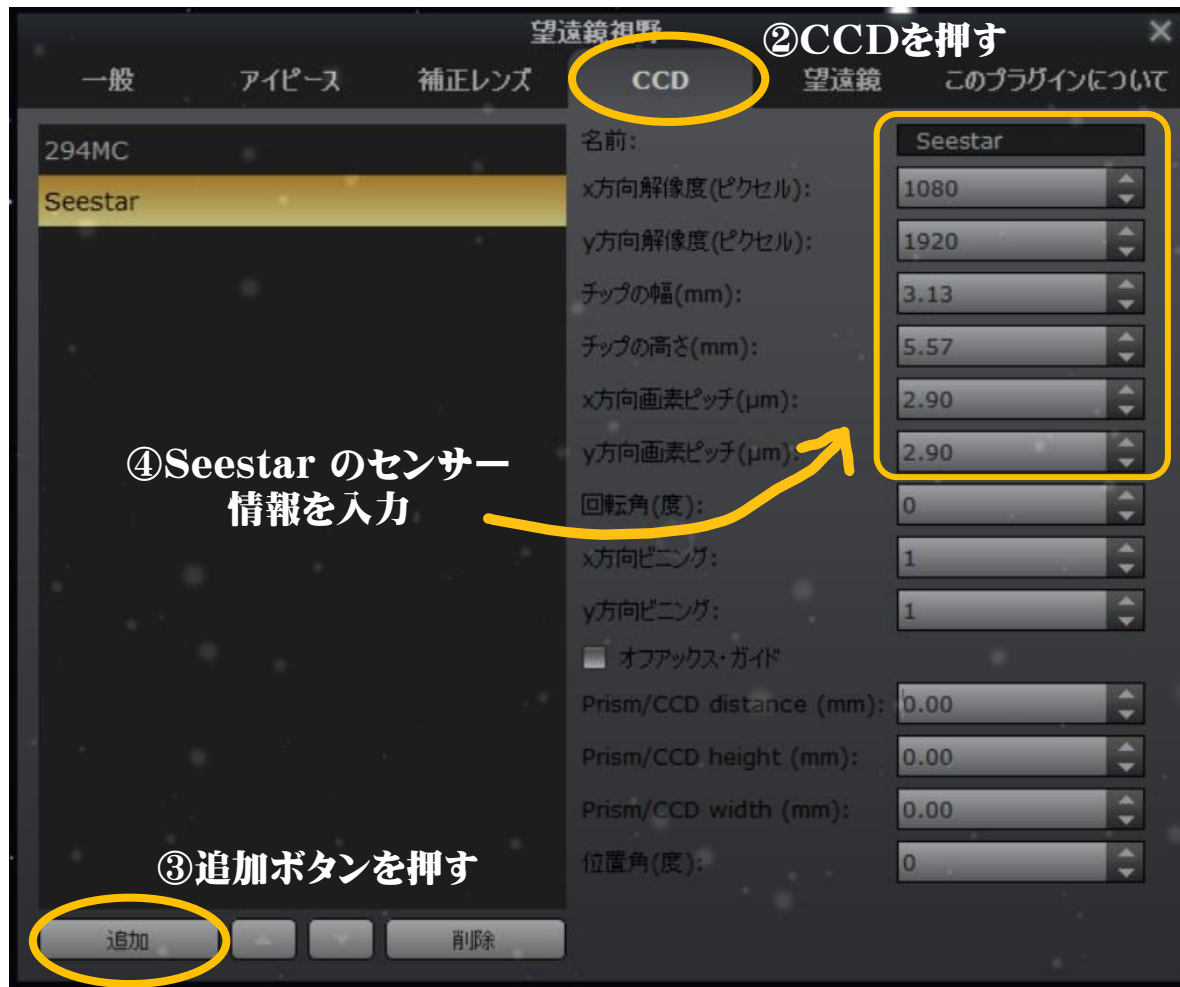 望遠鏡視野
②CCDを押す
一般 アイピース 補正レンズ CCD 望遠鏡 このプラグインについて
294MC
Seestar
名前: Seestar
x方向解像度(ピクセル): 1080
y方向解像度(ピクセル): 1920
チップの幅(mm): 3.13
チップの高さ(mm): 5.57
x方向画素ピッチ(μm): 2.90
y方向画素ピッチ(μm): 2.90
④Seestar のセンサー
情報を入力
回転角(度): 0
x方向ビニング: 1
y方向ビニング: 1
オフアックス・ガイド
Prism/CCD distance (mm): 0.00
Prism/CCD height (mm): 0.00
Prism/CCD width (mm): 0.00
位置角(度): 0
③追加ボタンを押す
追加 削除